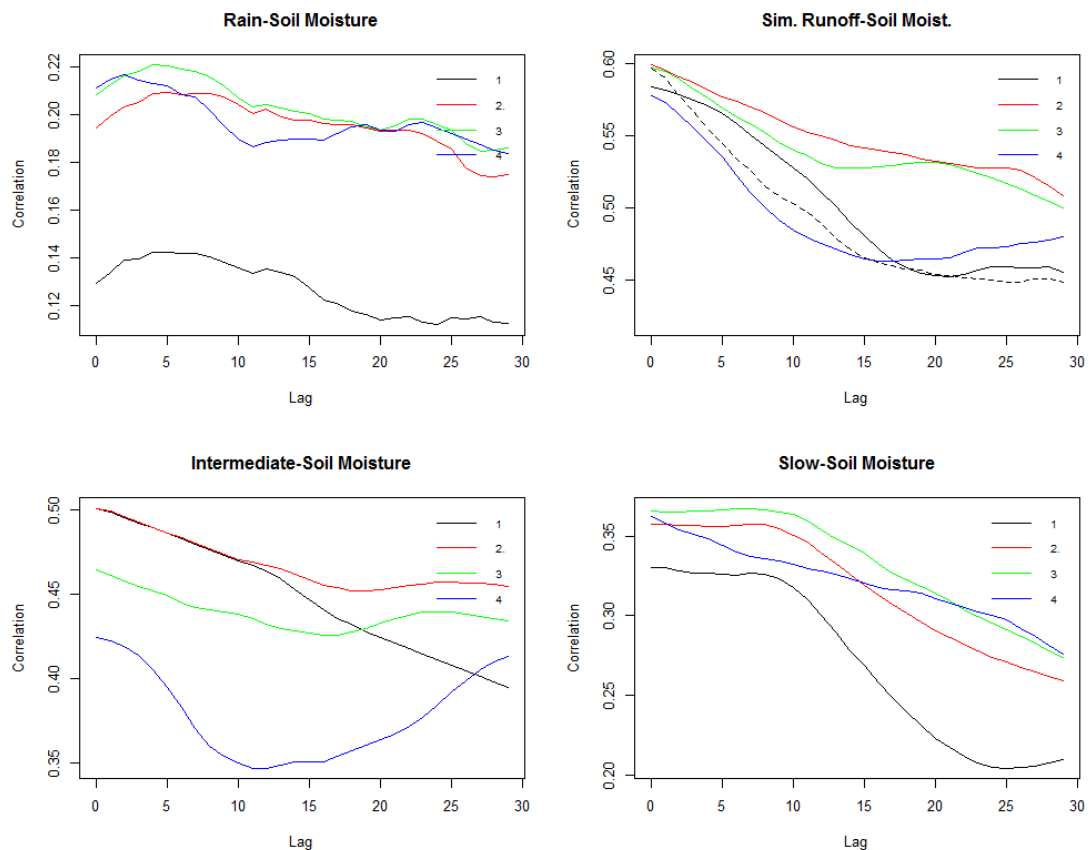 Rain-Soil Moisture
Correlation
0.12 0.14 0.16 0.18 0.20 0.22
1
2.
3
4
0 5 10 15 20 25 30
Lag
Sim. Runoff-Soil Moist.
Correlation
0.45 0.50 0.55 0.60
1
2
3
4
0 5 10 15 20 25 30
Lag
Intermediate-Soil Moisture
Correlation
0.35 0.40 0.45 0.50
1
2.
3
4
0 5 10 15 20 25 30
Lag
Slow-Soil Moisture
Correlation
0.20 0.25 0.30 0.35
1
2.
3
4
0 5 10 15 20 25 30
Lag